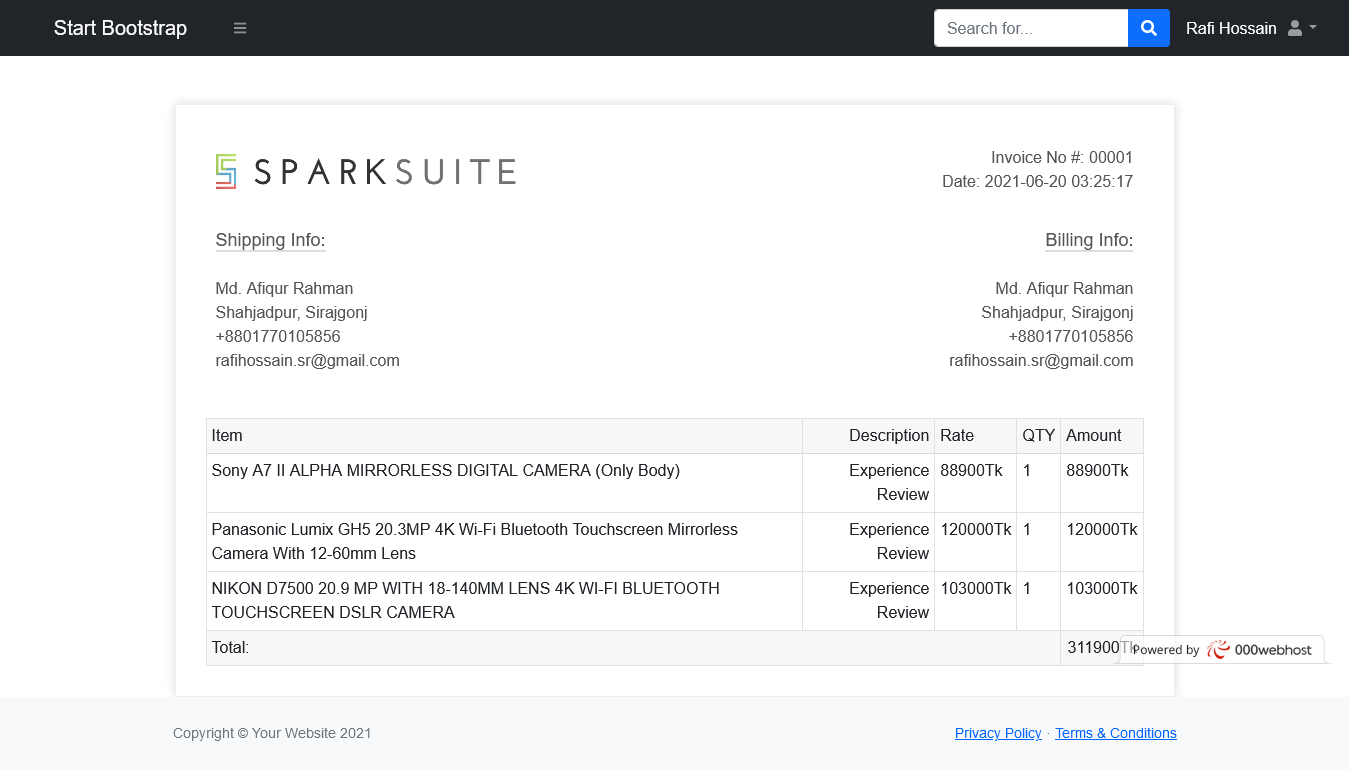 Start Bootstrap
Search for...
Rafi Hossain
SPARKSUITE
Invoice No #: 00001
Date: 2021-06-20 03:25:17
Shipping Info:
Billing Info:
Md. Afiqur Rahman
Shahjadpur, Sirajgonj
+8801770105856
rafihossain.sr@gmail.com
Md. Afiqur Rahman
Shahjadpur, Sirajgonj
+8801770105856
rafihossain.sr@gmail.com
Item Description Rate QTY Amount
Sony A7 II ALPHA MIRRORLESS DIGITAL CAMERA (Only Body) Experience 88900Tk 1 88900Tk
Review
Panasonic Lumix GH5 20.3MP 4K Wi-Fi Bluetooth Touchscreen Mirrorless Experience 120000Tk 1 120000Tk
Camera With 12-60mm Lens Review
NIKON D7500 20.9 MP WITH 18-140MM LENS 4K WI-FI BLUETOOTH Experience 103000Tk 1 103000Tk
TOUCHSCREEN DSLR CAMERA Review
Total: 311900Tk
Powered by 000webhost
Copyright © Your Website 2021
Privacy Policy · Terms & Conditions